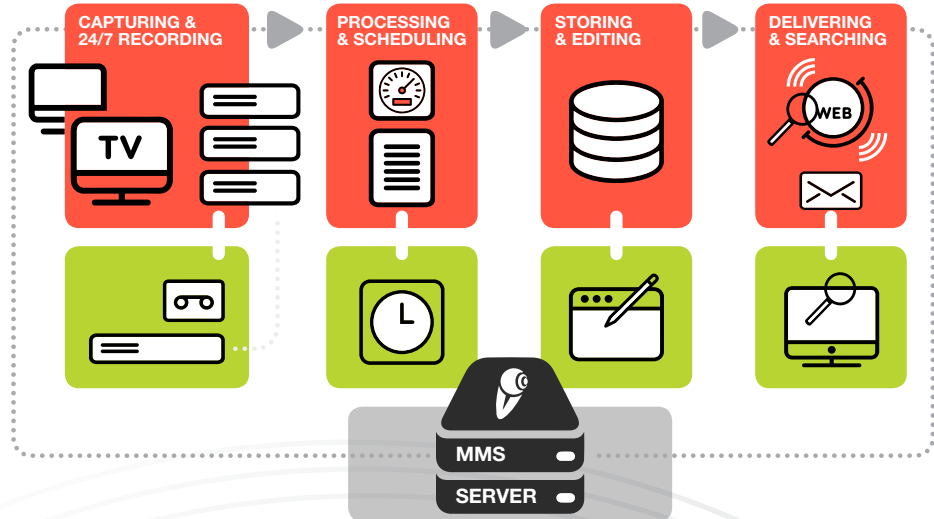 CAPTURING &
24/7 RECORDING
PROCESSING
& SCHEDULING
STORING
& EDITING
DELIVERING
& SEARCHING
TV
WEB
MMS
SERVER